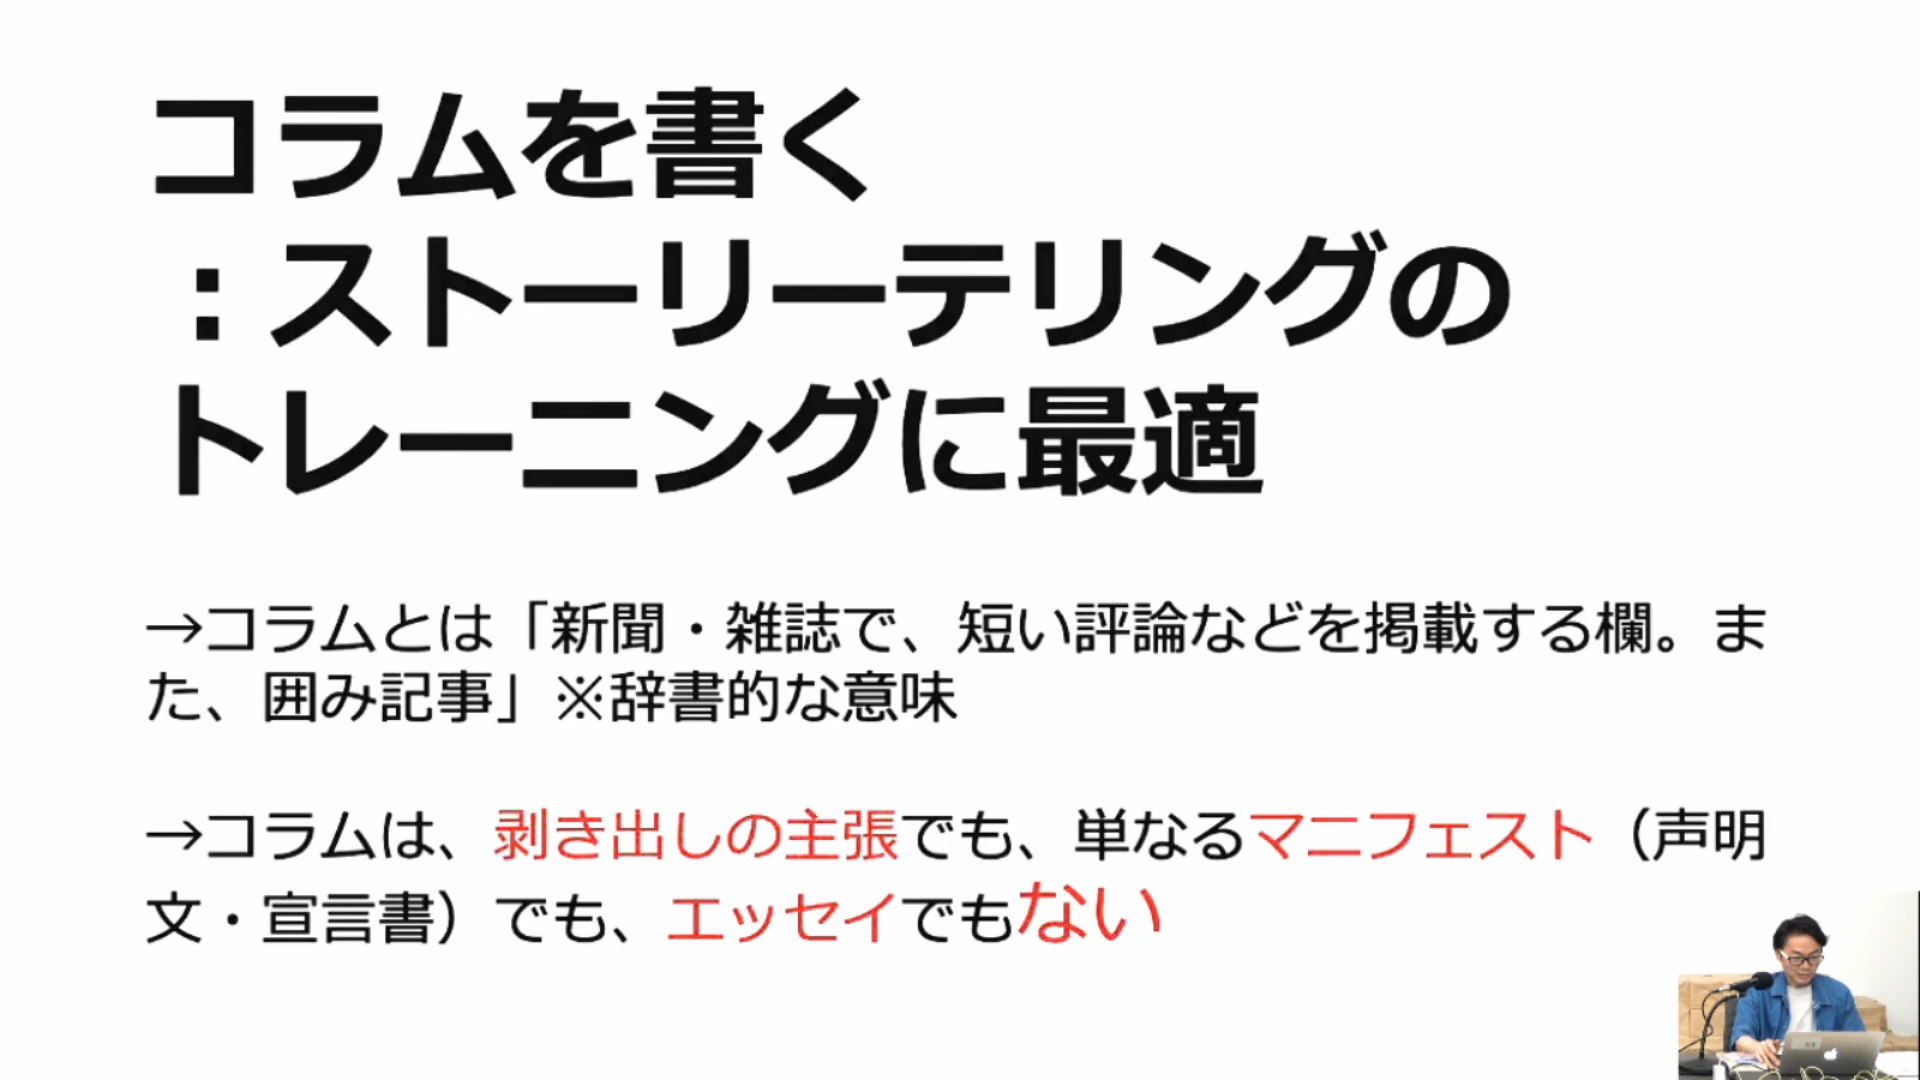 コラムを書く
：ストーリーテリングの
トレーニングに最適
→コラムとは「新聞・雑誌で、短い評論などを掲載する欄。ま
た、囲み記事」※辞書的な意味
→コラムは、剥き出しの主張でも、単なるマニフェスト（声明
文・宣言書）でも、エッセイでもない